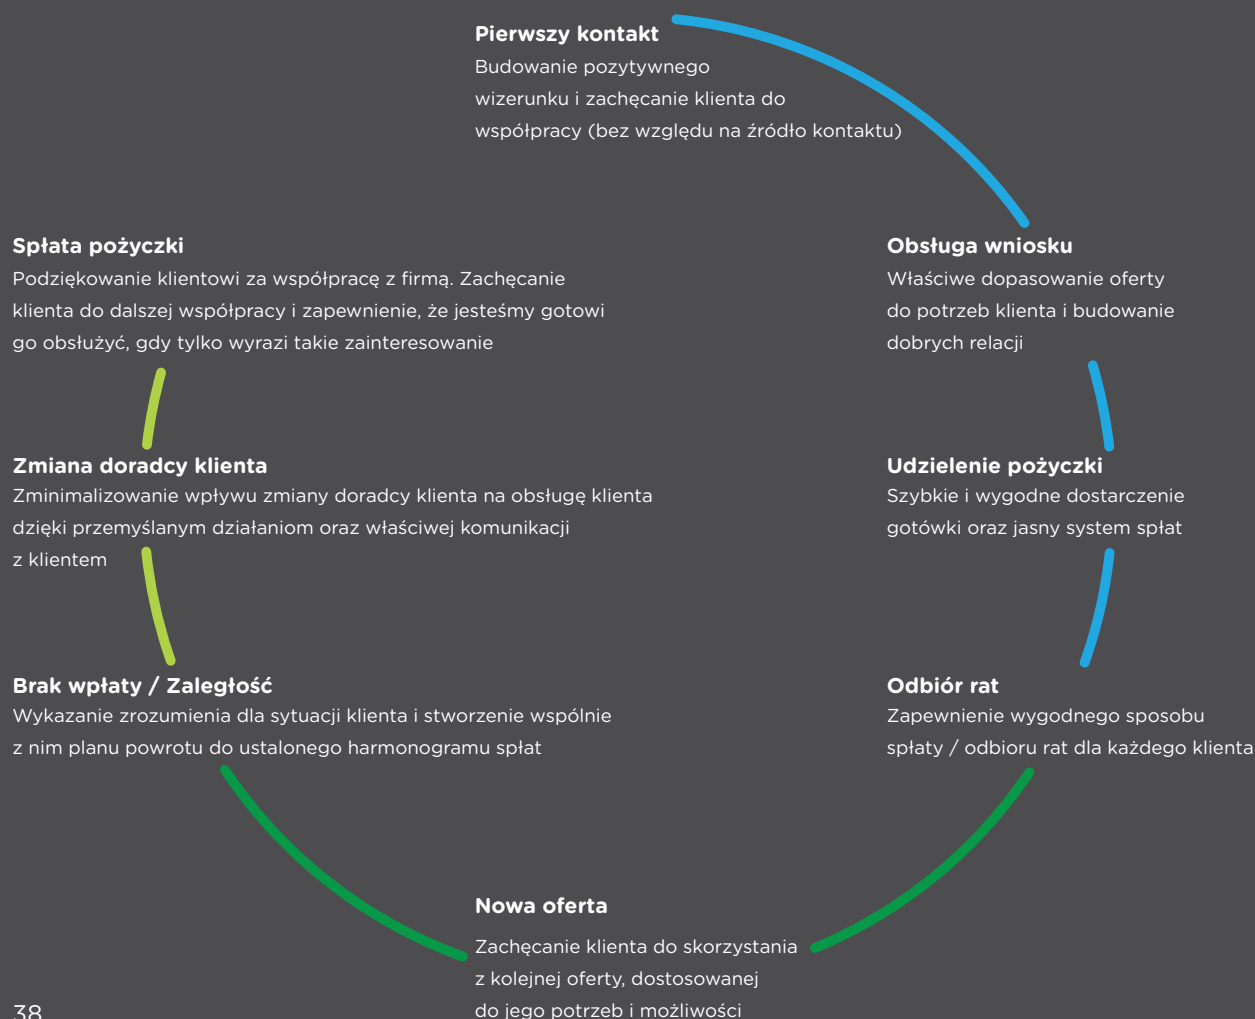 Pierwszy kontakt
Budowanie pozytywnego
wizerunku i zachęcanie klienta do
współpracy (bez względu na źródło kontaktu)
Obsługa wniosku
Właściwe dopasowanie oferty
do potrzeb klienta i budowanie
dobrych relacji
Udzielenie pożyczki
Szybkie i wygodne dostarczenie
gotówki oraz jasny system spłat
Odbiór rat
Zapewnienie wygodnego sposobu
spłaty / odbioru rat dla każdego klienta
Nowa oferta
Zachęcanie klienta do skorzystania
z kolejnej oferty, dostosowanej
do jego potrzeb i możliwości
Brak wpłaty / Zaległość
Wykazanie zrozumienia dla sytuacji klienta i stworzenie wspólnie
z nim planu powrotu do ustalonego harmonogramu spłat
Zmiana doradcy klienta
Zminimalizowanie wpływu zmiany doradcy klienta na obsługę klienta
dzięki przemyślanym działaniom oraz właściwej komunikacji
z klientem
Spłata pożyczki
Podziękowanie klientowi za współpracę z firmą. Zachęcanie
klienta do dalszej współpracy i zapewnienie, że jesteśmy gotowi
go obsłużyć, gdy tylko wyrazi takie zainteresowanie
38